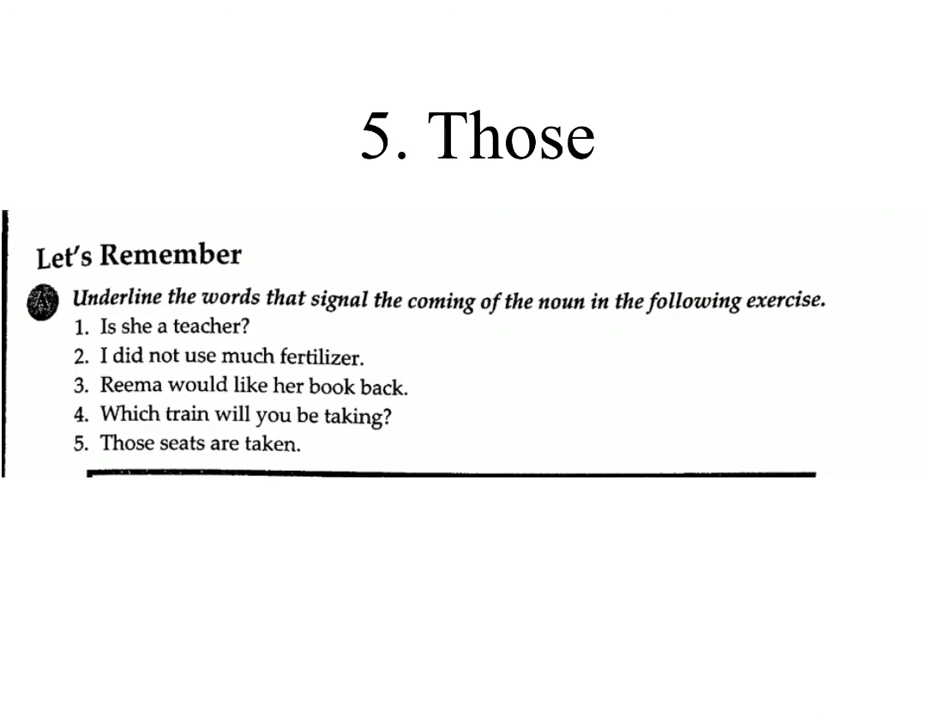 5. Those
Let's Remember
A Underline the words that signal the coming of the noun in the following exercise.
1. Is she a teacher?
2. I did not use much fertilizer.
3. Reema would like her book back.
4. Which train will you be taking?
5. Those seats are taken.